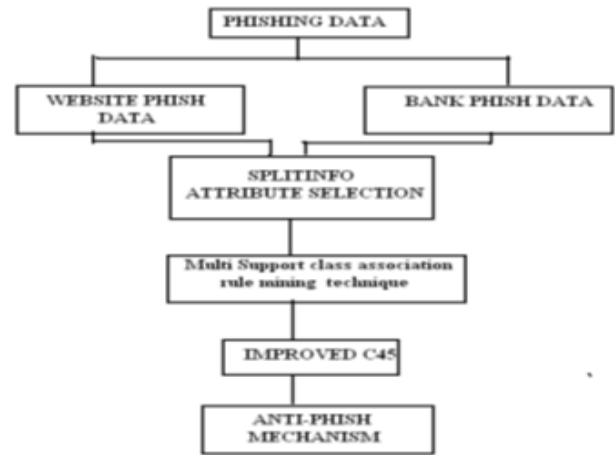 PHISHING DATA
WEBSITE PHISH
DATA
BANK PHISH DATA
SPLITINFO
ATTRIBUTE SELECTION
Multi Support class association
rule mining technique
IMPROVED C45
ANTI-PHISH
MECHANISM